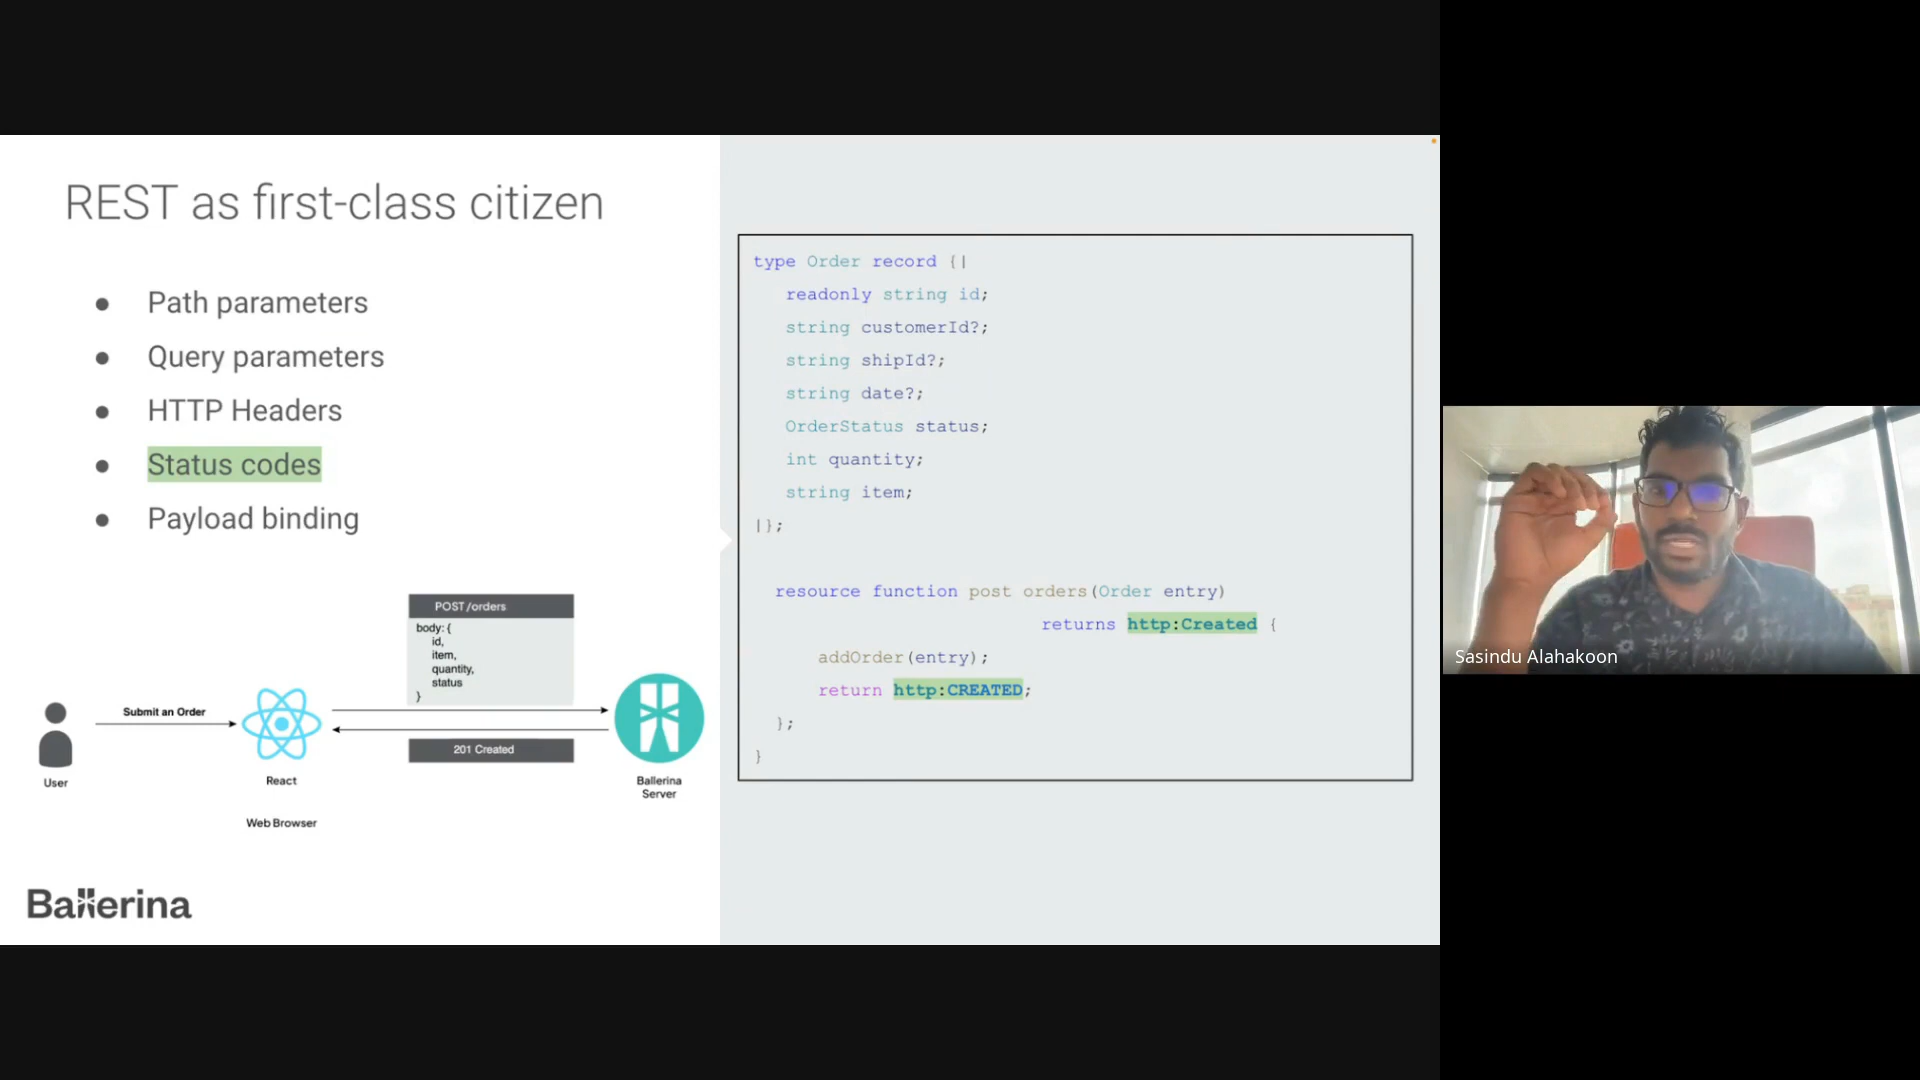 REST as first-class citizen
● Path parameters
● Query parameters
● HTTP Headers
● Status codes
● Payload binding
POST /orders
body: {
id,
item,
quantity,
status
}
Submit an Order
201 Created
User
React
Ballerina
Server
Web Browser
Ballerina
type Order record {|
readonly string id;
string customerId?;
string shipId?;
string date?;
OrderStatus status;
int quantity;
string item;
|};
resource function post orders(Order entry)
returns http:Created {
addOrder(entry);
return http:CREATED;
};
}
Sasindu Alahakoon